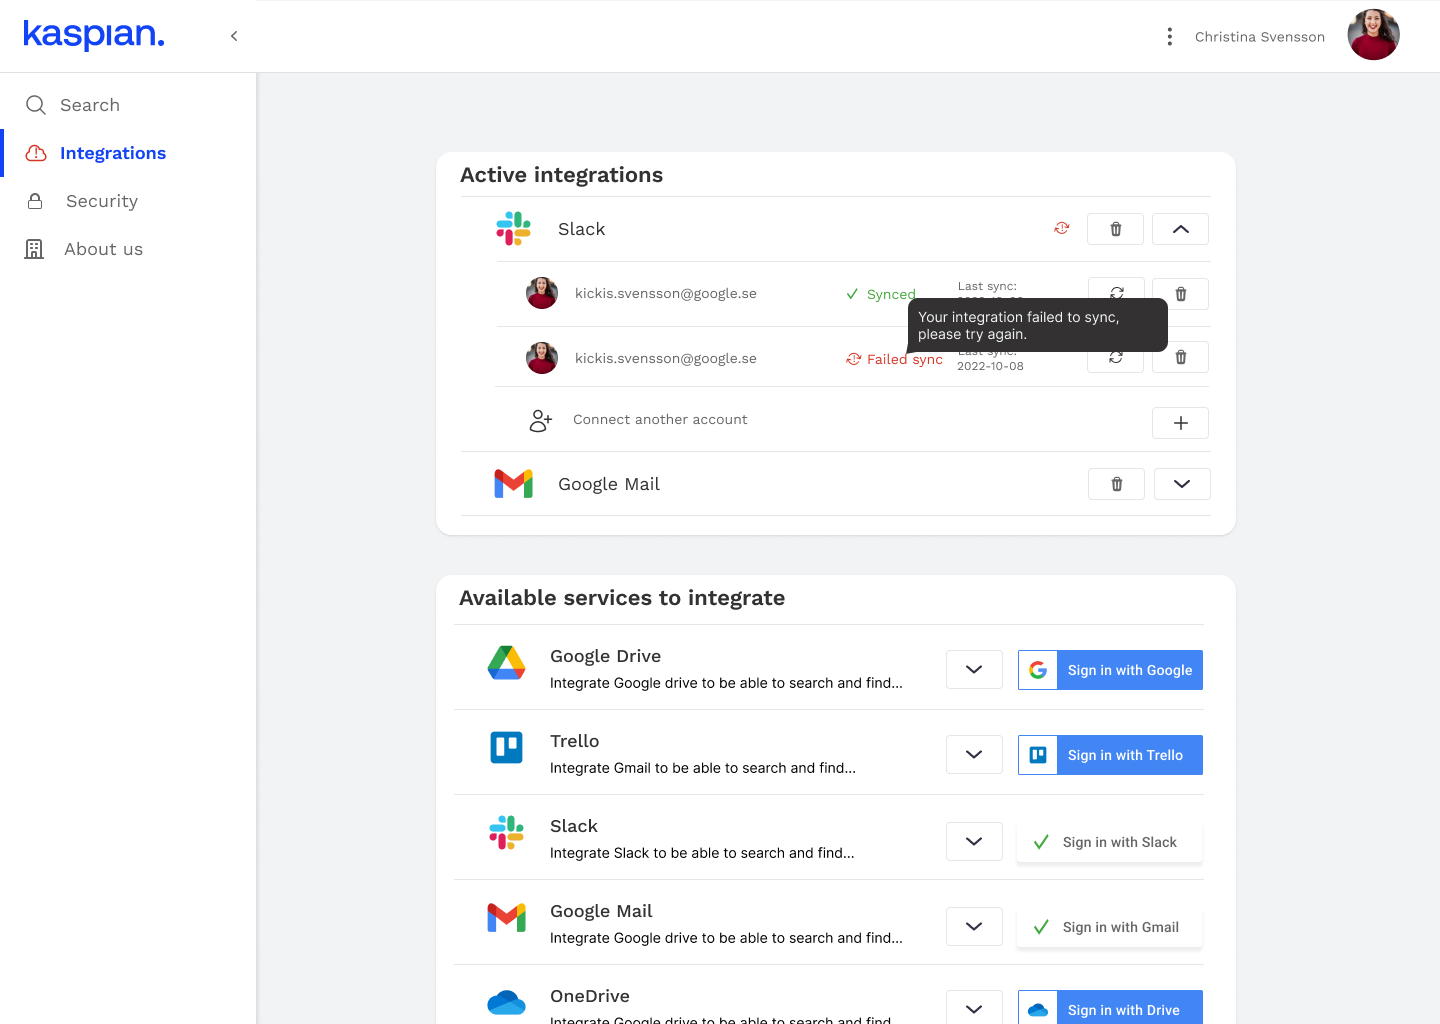 kaspian.
Christina Svensson
Search
Integrations
Security
About us
Active integrations
Slack
kickis.svensson@google.se
Synced
Last sync:
Your integration failed to sync,
please try again.
kickis.svensson@google.se
Failed sync
Last sync:
2022-10-08
Connect another account
Google Mail
Available services to integrate
Google Drive
Integrate Google drive to be able to search and find...
Sign in with Google
Trello
Integrate Gmail to be able to search and find...
Sign in with Trello
Slack
Integrate Slack to be able to search and find...
Sign in with Slack
Google Mail
Integrate Google drive to be able to search and find...
Sign in with Gmail
OneDrive
Integrate Google drive to be able to search and find...
Sign in with Drive